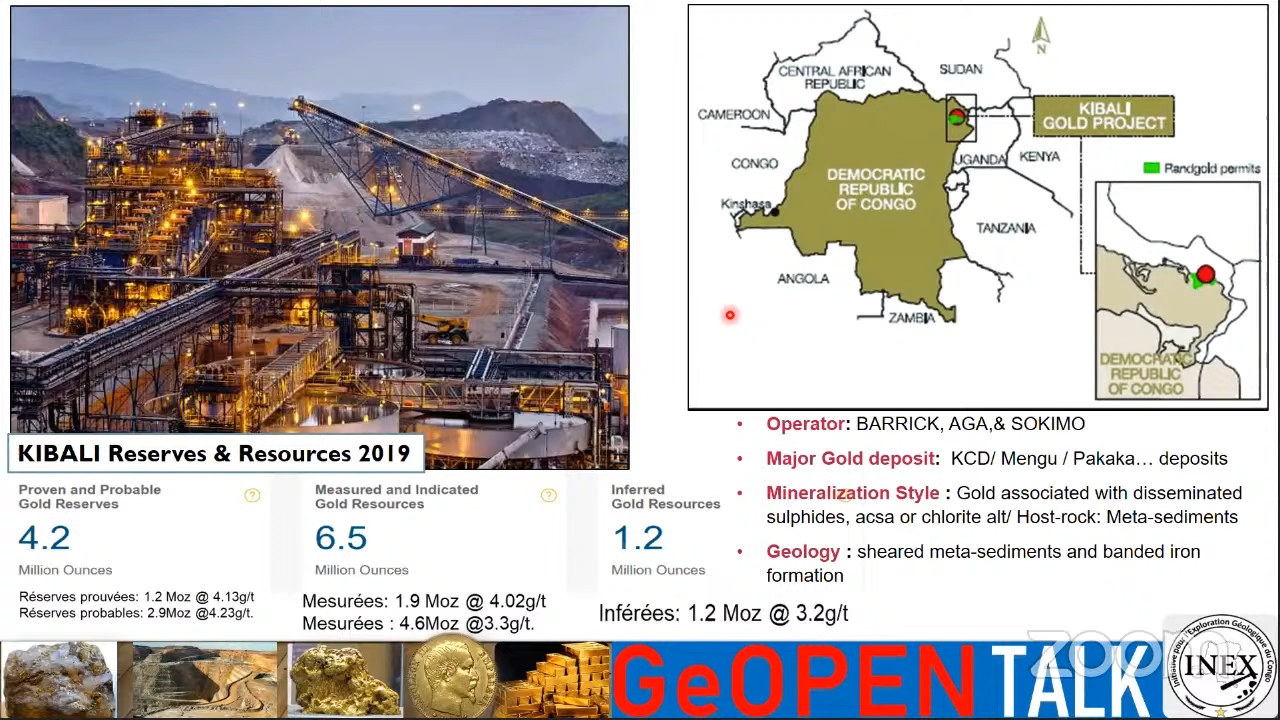 CENTRAL AFRICAN
REPUBLIC
SUDAN
CAMEROON
KIBALI
GOLD PROJECT
CONGO
UGANDA
KENYA
DEMOCRATIC
REPUBLIC
OF CONGO
Randgold permits
Kinshasa
TANZANIA
ANGOLA
ZAMBIA
N
DEMOCRATIC
REPUBLIC
OF CONGO
KIBALI Reserves & Resources 2019
Proven and Probable
Gold Reserves
?
4.2
Million Ounces
Réserves prouvées: 1.2 Moz @ 4.13g/t
Réserves probables: 2.9Moz @4.23g/t.
Measured and Indicated
Gold Resources
?
6.5
Million Ounces
Mesurées: 1.9 Moz @ 4.02g/t
Mesurées : 4.6Moz @3.3g/t.
Inferred
Gold Resources
1.2
Million Ounces
Inférées: 1.2 Moz @ 3.2g/t
• Operator: BARRICK, AGA,& SOKIMO
• Major Gold deposit: KCD/ Mengu / Pakaka… deposits
• Mineralization Style : Gold associated with disseminated
sulphides, acsa or chlorite alt/ Host-rock: Meta-sediments
• Geology : sheared meta-sediments and banded iron
formation
GeOPEN TALK
zoom
Initiative pour l'Exploration Géologique du Congo
INEX